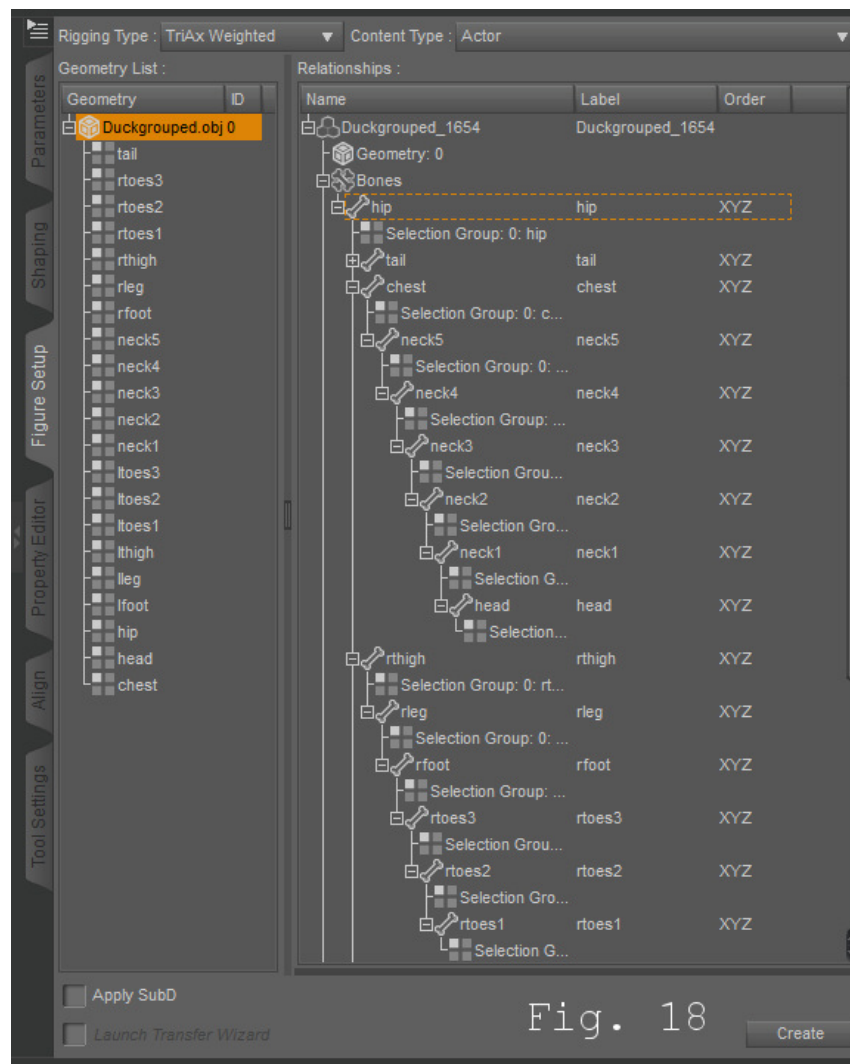 Rigging Type : TriAx Weighted Content Type : Actor
Geometry List :
Geometry ID
Duckgrouped.obj 0
tail
rtoes3
rtoes2
rtoes1
rthigh
rleg
rfoot
neck5
neck4
neck3
neck2
neck1
ltoes3
ltoes2
ltoes1
lthigh
lleg
lfoot
hip
head
chest
Relationships :
Name Label Order
Duckgrouped_1654 Duckgrouped_1654
Geometry: 0
Bones
hip hip XYZ
Selection Group: 0: hip
tail tail XYZ
chest chest XYZ
Selection Group: 0: c...
neck5 neck5 XYZ
Selection Group: 0: ...
neck4 neck4 XYZ
Selection Group: ...
neck3 neck3 XYZ
Selection Grou...
neck2 neck2 XYZ
Selection Gro...
neck1 neck1 XYZ
Selection G...
head head XYZ
Selection...
rthigh rthigh XYZ
Selection Group: 0: rt...
rleg rleg XYZ
Selection Group: 0: ...
rfoot rfoot XYZ
Selection Group: ...
rtoes3 rtoes3 XYZ
Selection Grou...
rtoes2 rtoes2 XYZ
Selection Gro...
rtoes1 rtoes1 XYZ
Selection G...
Parameters
Shaping
Figure Setup
Property Editor
Align
Tool Settings
Apply SubD
Launch Transfer Wizard
Fig. 18
Create